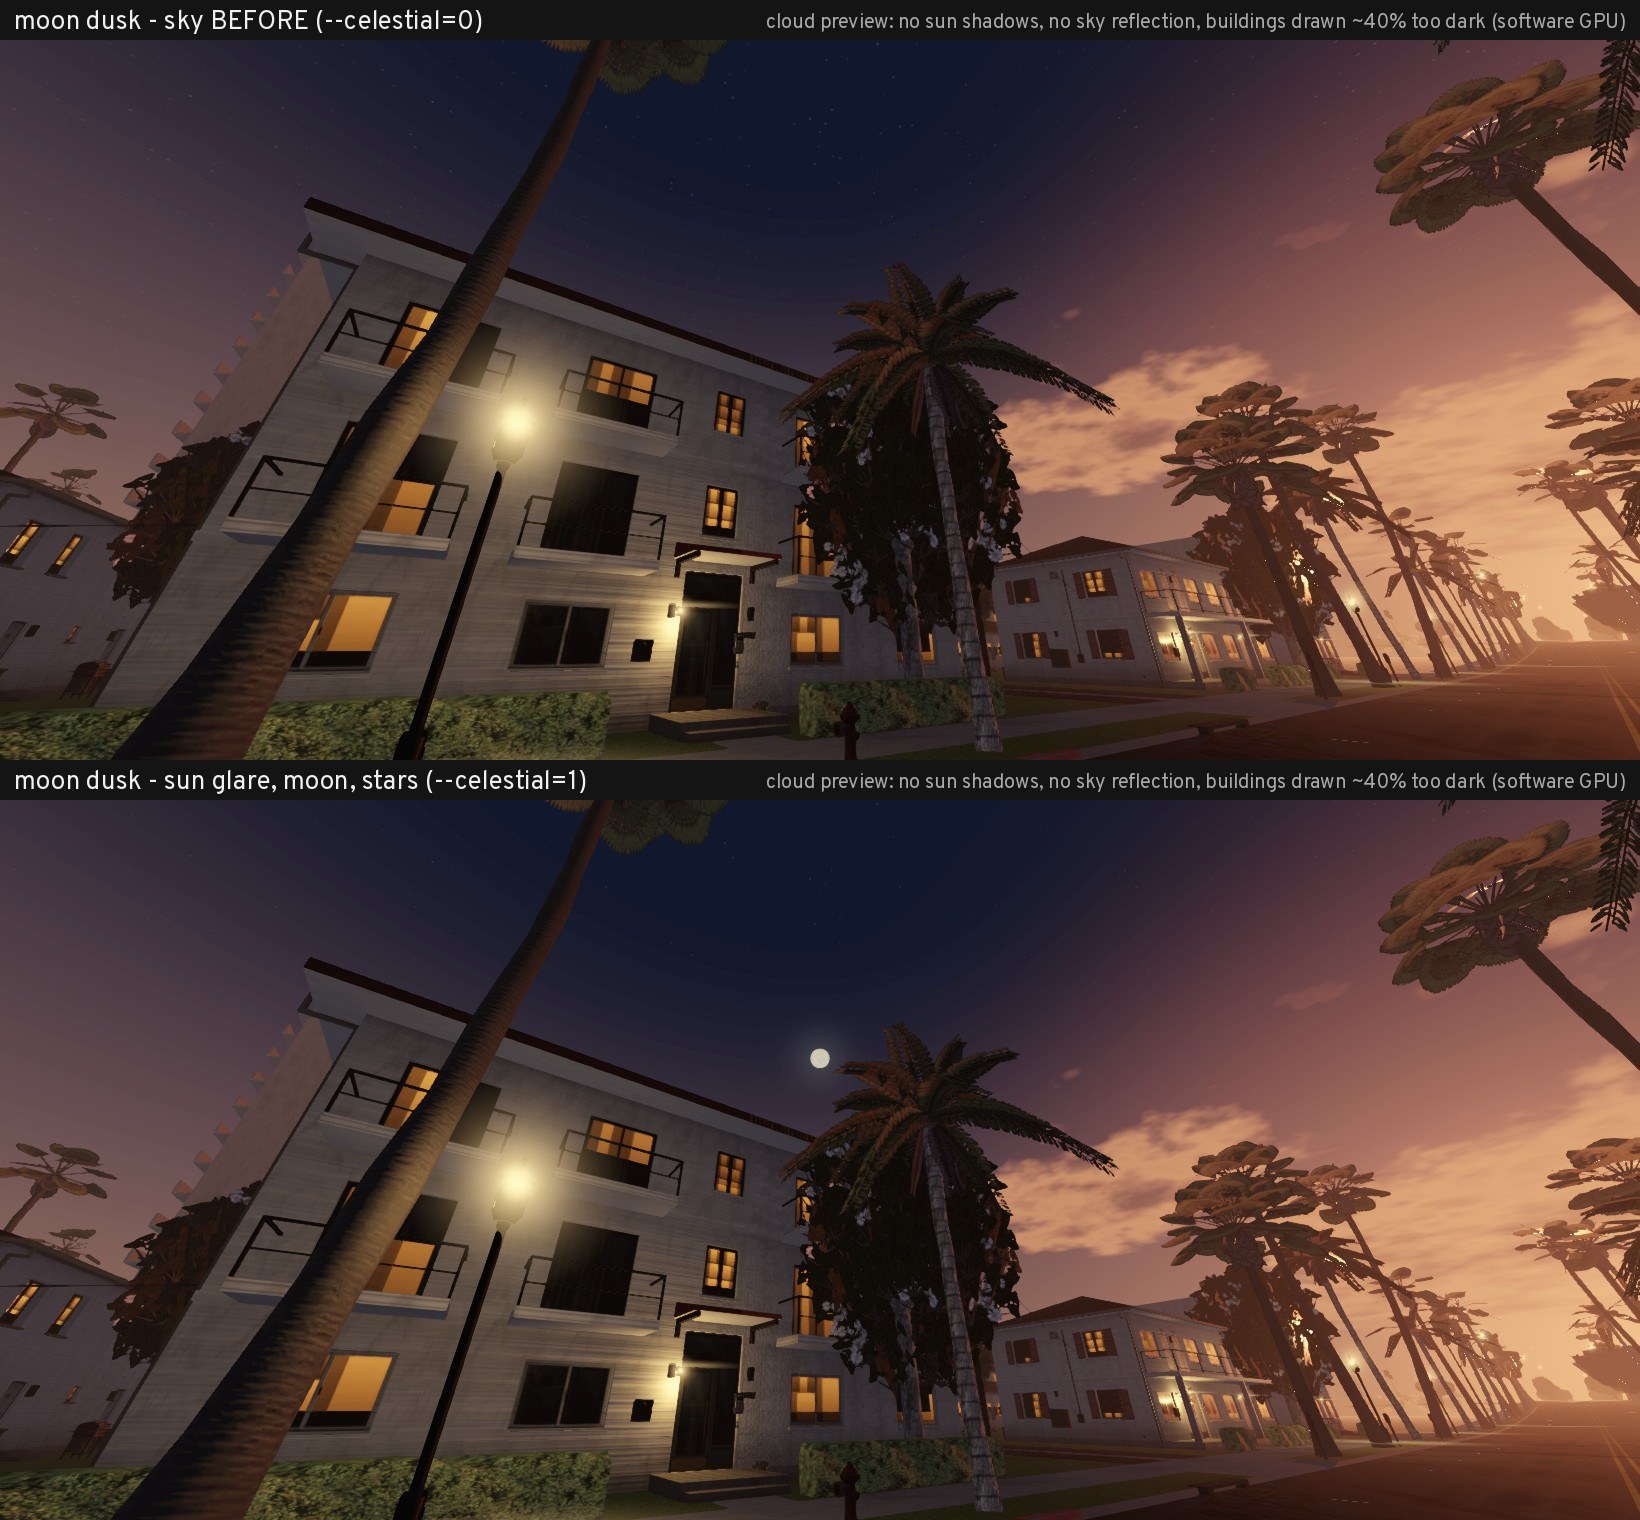 moon dusk - sky BEFORE (--celestial=0)
cloud preview: no sun shadows, no sky reflection, buildings drawn ~40% too dark (software GPU)
moon dusk - sun glare, moon, stars (--celestial=1)
cloud preview: no sun shadows, no sky reflection, buildings drawn ~40% too dark (software GPU)